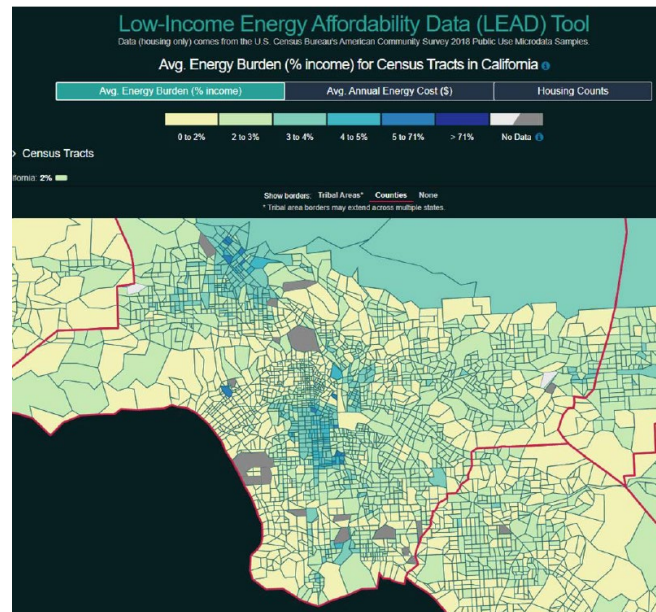 Low-Income Energy Affordability Data (LEAD) Tool
Data (housing only) comes from the U.S. Census Bureau's American Community Survey 2018 Public Use Microdata Samples.
Avg. Energy Burden (% income) for Census Tracts in California
Avg. Energy Burden (% income) Avg. Annual Energy Cost ($) Housing Counts
0 to 2% 2 to 3% 3 to 4% 4 to 5% 5 to 71% > 71% No Data
> Census Tracts
ifornia: 2%
Show borders: Tribal Areas* Counties None
* Tribal area borders may extend across multiple states.